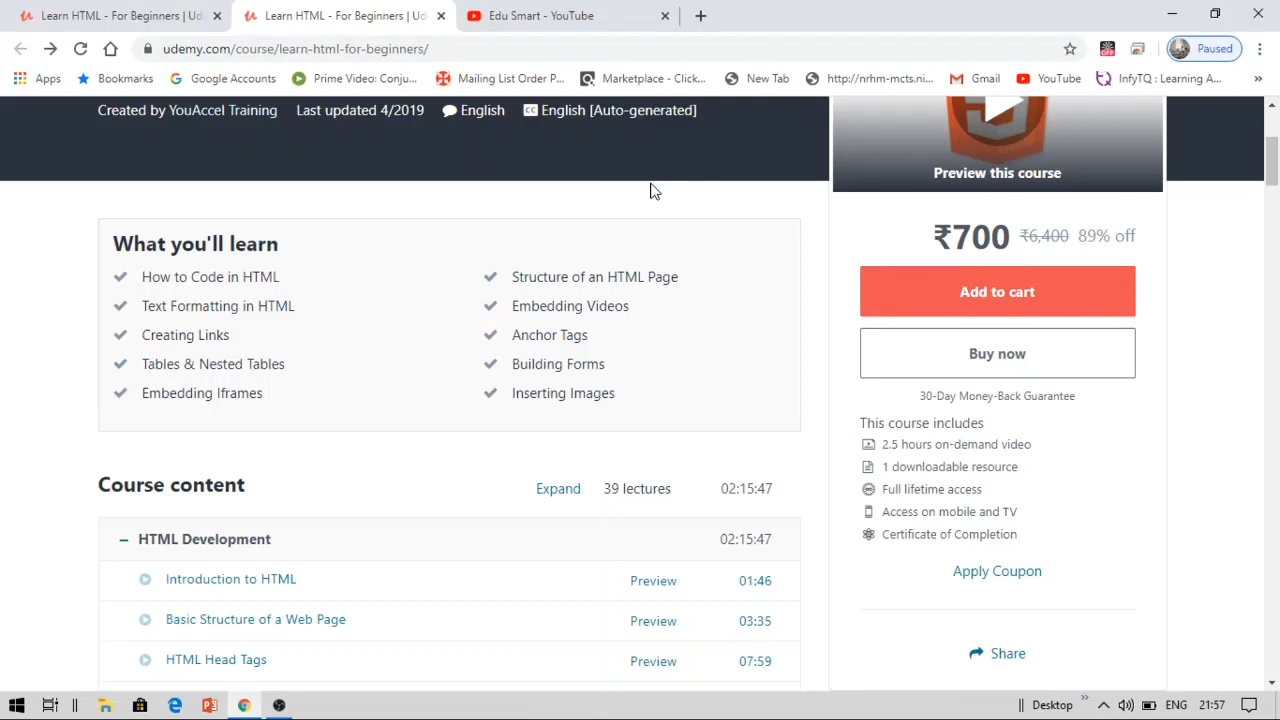 Learn HTML - For Beginners | Ud
Learn HTML - For Beginners | Ud
Edu Smart - YouTube
udemy.com/course/learn-html-for-beginners/
OFF
Paused
Apps
Bookmarks
Google Accounts
Prime Video: Conju...
Mailing List Order P...
Marketplace - Click...
New Tab
http://nrhm-mcts.ni...
Gmail
YouTube
InfyTQ : Learning A...
Created by YouAccel Training
Last updated 4/2019
English
CC English [Auto-generated]
Preview this course
What you'll learn
How to Code in HTML
Structure of an HTML Page
Text Formatting in HTML
Embedding Videos
Creating Links
Anchor Tags
Tables & Nested Tables
Building Forms
Embedding Iframes
Inserting Images
₹700 ₹6,400 89% off
Add to cart
Buy now
30-Day Money-Back Guarantee
This course includes
2.5 hours on-demand video
1 downloadable resource
Full lifetime access
Access on mobile and TV
Certificate of Completion
Apply Coupon
Share
Course content
Expand
39 lectures
02:15:47
HTML Development
02:15:47
Introduction to HTML
Preview
01:46
Basic Structure of a Web Page
Preview
03:35
HTML Head Tags
Preview
07:59
Desktop
ENG
21:57